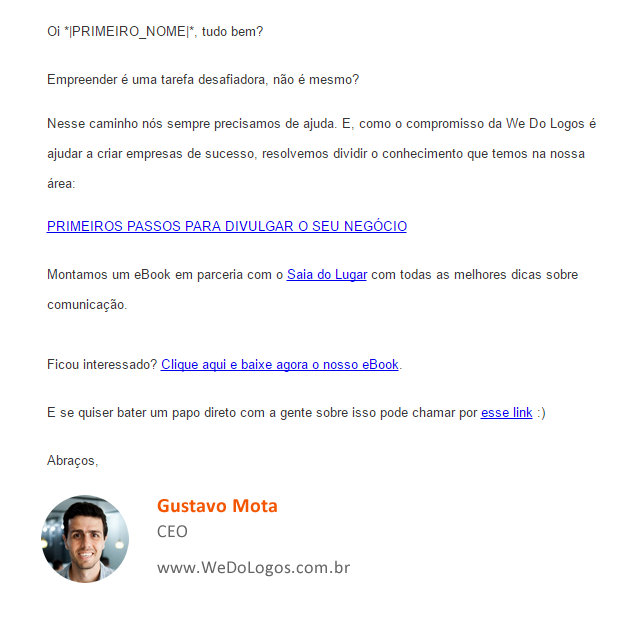 Oi *|PRIMEIRO_NOME|*, tudo bem?
Empreender é uma tarefa desafiadora, não é mesmo?
Nesse caminho nós sempre precisamos de ajuda. E, como o compromisso da We Do Logos é
ajudar a criar empresas de sucesso, resolvemos dividir o conhecimento que temos na nossa
área:
PRIMEIROS PASSOS PARA DIVULGAR O SEU NEGÓCIO
Montamos um eBook em parceria com o Saia do Lugar com todas as melhores dicas sobre
comunicação.
Ficou interessado? Clique aqui e baixe agora o nosso eBook.
E se quiser bater um papo direto com a gente sobre isso pode chamar por esse link :)
Abraços,
Gustavo Mota
CEO
www.WeDoLogos.com.br